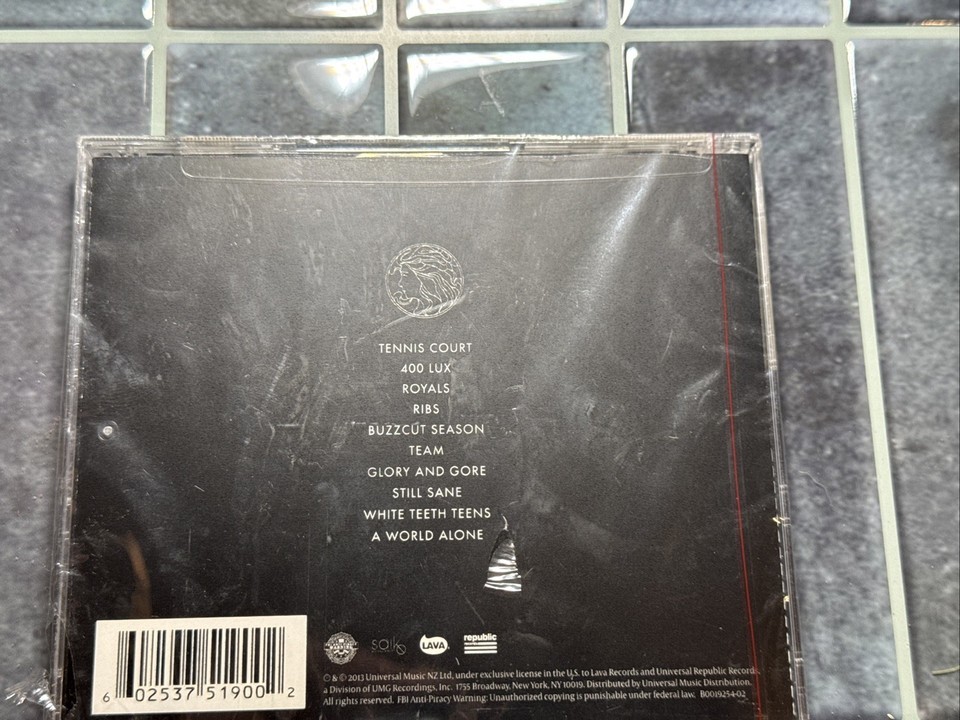 TENNIS COURT
400 LUX
ROYALS
RIBS
BUZZCUT SEASON
TEAM
GLORY AND GORE
STILL SANE
WHITE TEETH TEENS
A WORLD ALONE
6 02537 51900 2
saiko LAVA republic
℗ & © 2013 Universal Music NZ Ltd, under exclusive license in the U.S. to Lava Records and Universal Republic Records,
a Division of UMG Recordings, Inc. 1755 Broadway, New York, NY 10019. Distributed by Universal Music Distribution.
All rights reserved. FBI Anti-Piracy Warning: Unauthorized copying is punishable under federal law. B0019254-02